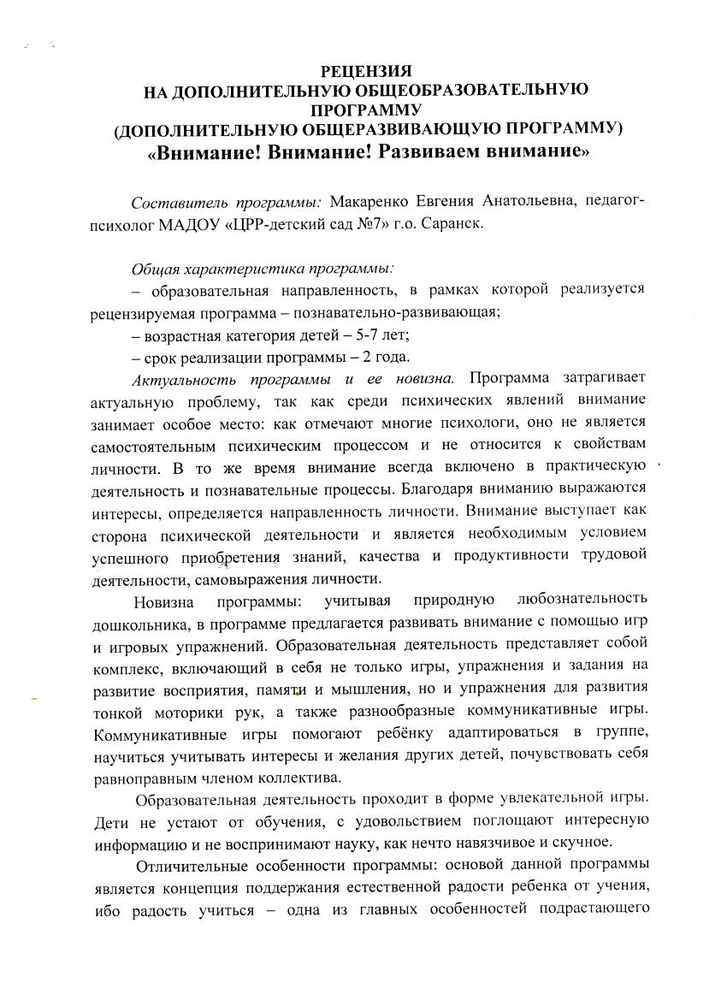 РЕЦЕНЗИЯ
НА ДОПОЛНИТЕЛЬНУЮ ОБЩЕОБРАЗОВАТЕЛЬНУЮ
ПРОГРАММУ
(ДОПОЛНИТЕЛЬНУЮ ОБЩЕРАЗВИВАЮЩУЮ ПРОГРАММУ)
«Внимание! Внимание! Развиваем внимание»
Составитель программы: Макаренко Евгения Анатольевна, педагог-
психолог МАДОУ «ЦРР-детский сад №7» г.о. Саранск.
Общая характеристика программы:
– образовательная направленность, в рамках которой реализуется
рецензируемая программа – познавательно-развивающая;
– возрастная категория детей – 5-7 лет;
– срок реализации программы – 2 года.
Актуальность программы и ее новизна. Программа затрагивает
актуальную проблему, так как среди психических явлений внимание
занимает особое место: как отмечают многие психологи, оно не является
самостоятельным психическим процессом и не относится к свойствам
личности. В то же время внимание всегда включено в практическую
деятельность и познавательные процессы. Благодаря вниманию выражаются
интересы, определяется направленность личности. Внимание выступает как
сторона психической деятельности и является необходимым условием
успешного приобретения знаний, качества и продуктивности трудовой
деятельности, самовыражения личности.
Новизна программы: учитывая природную любознательность
дошкольника, в программе предлагается развивать внимание с помощью игр
и игровых упражнений. Образовательная деятельность представляет собой
комплекс, включающий в себя не только игры, упражнения и задания на
развитие восприятия, памяти и мышления, но и упражнения для развития
тонкой моторики рук, а также разнообразные коммуникативные игры.
Коммуникативные игры помогают ребёнку адаптироваться в группе,
научиться учитывать интересы и желания других детей, почувствовать себя
равноправным членом коллектива.
Образовательная деятельность проходит в форме увлекательной игры.
Дети не устают от обучения, с удовольствием поглощают интересную
информацию и не воспринимают науку, как нечто навязчивое и скучное.
Отличительные особенности программы: основой данной программы
является концепция поддержания естественной радости ребенка от учения,
ибо радость учиться – одна из главных особенностей подрастающего